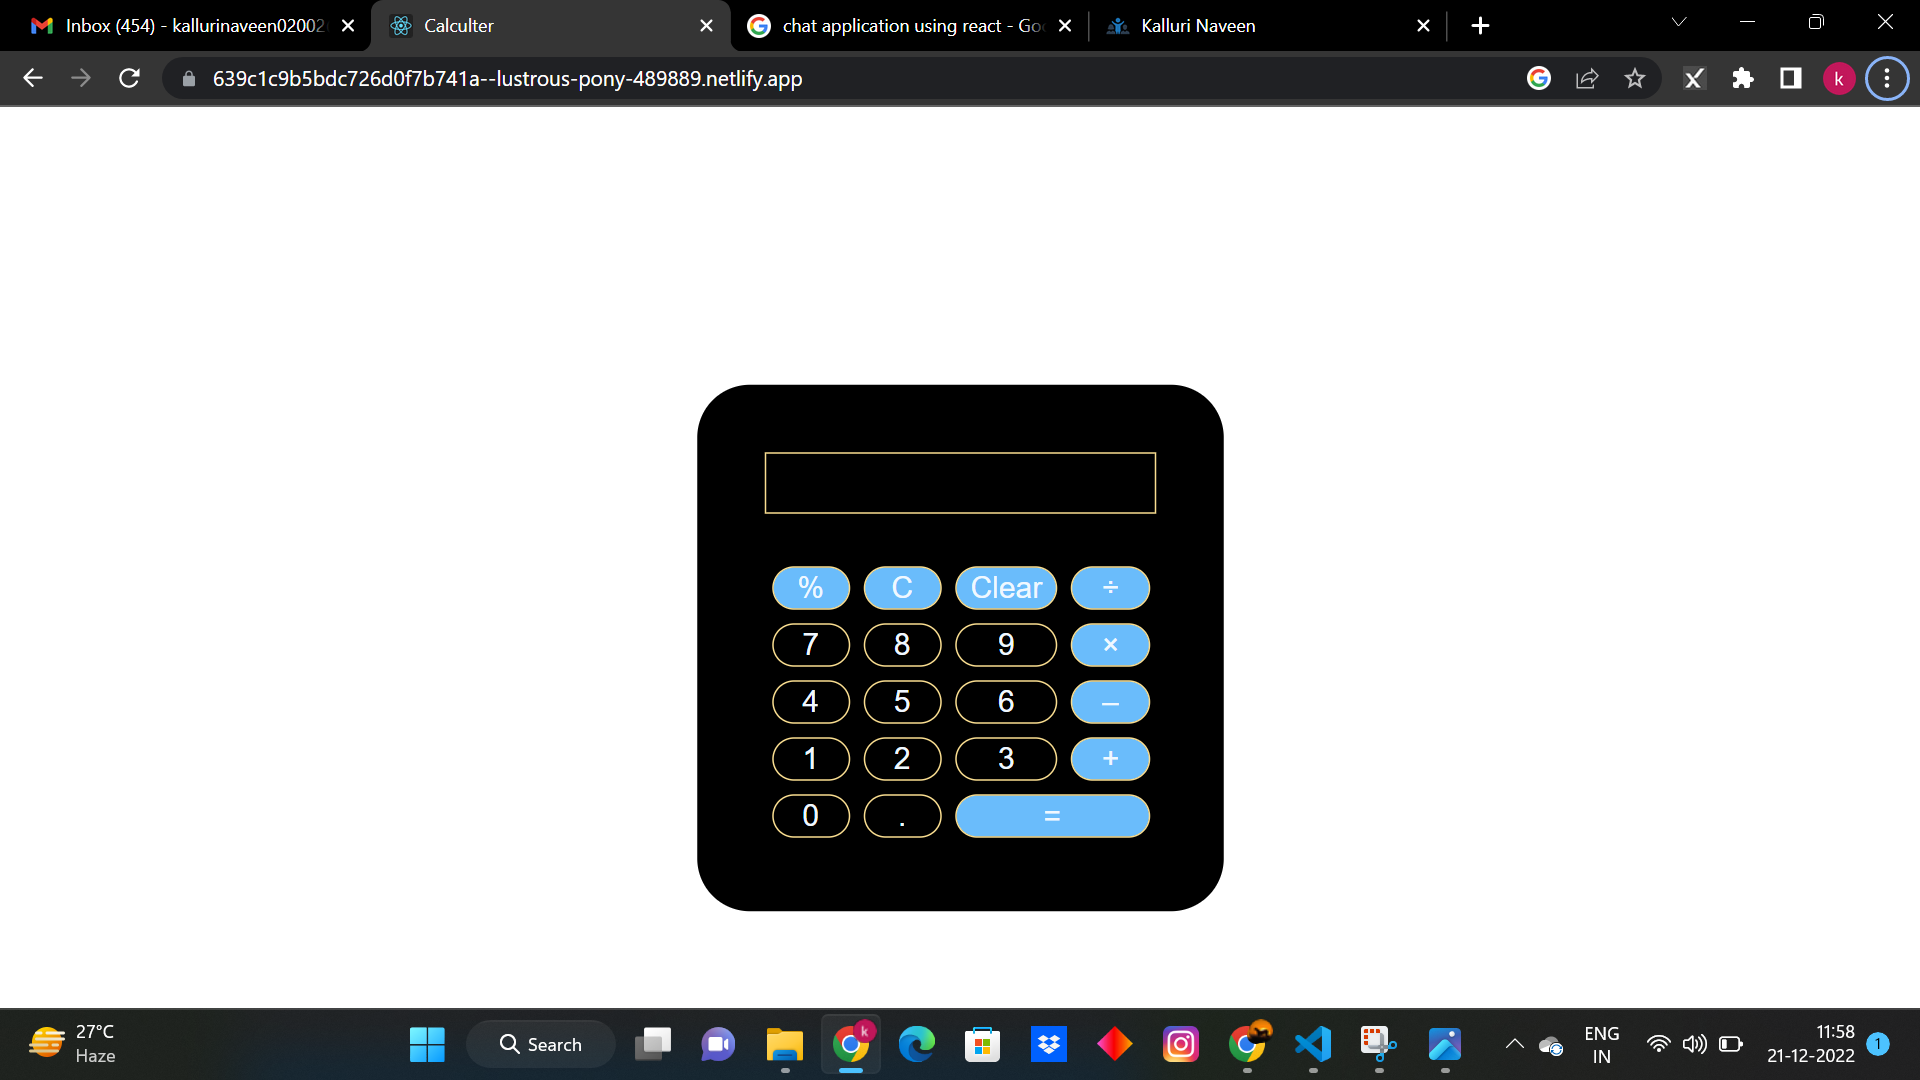 Inbox (454) - kallurinaveen02002
Calculter
chat application using react - Goo
Kalluri Naveen
639c1c9b5bdc726d0f7b741a--lustrous-pony-489889.netlify.app
k
% C Clear ÷
7 8 9 ×
4 5 6 –
1 2 3 +
0 . =
27°C
Haze
Search
k
ENG
IN
11:58
21-12-2022
1